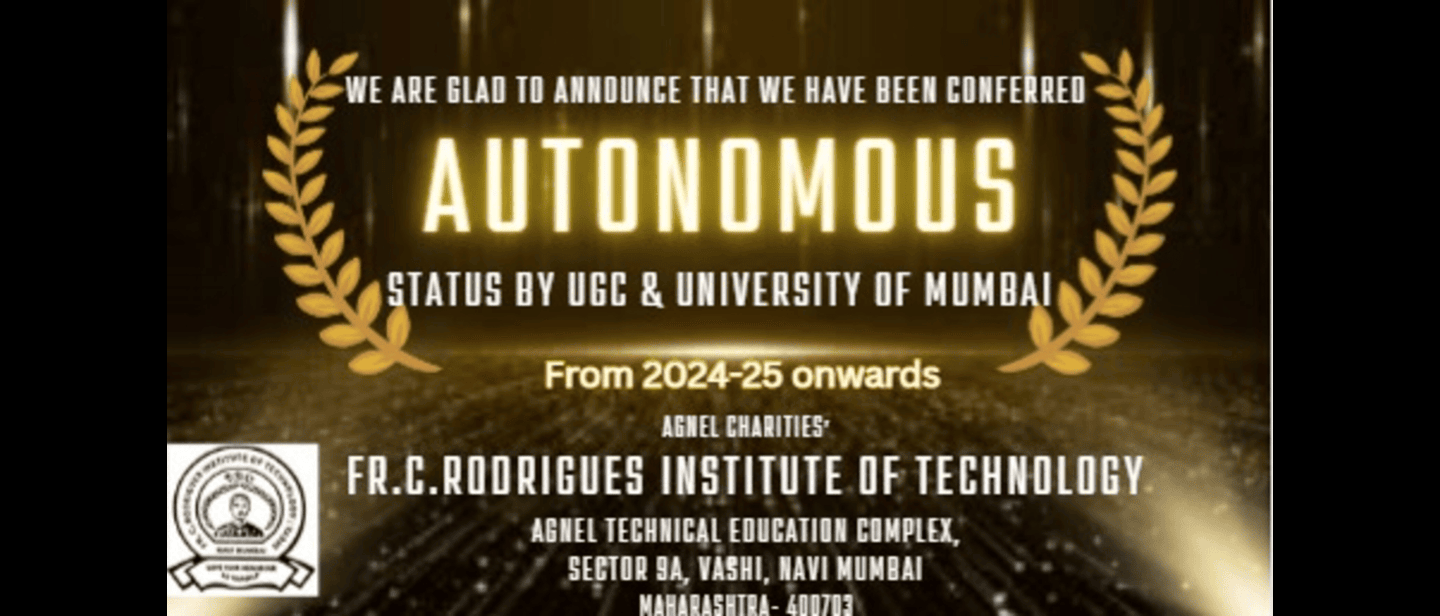 WE ARE GLAD TO ANNOUNCE THAT WE HAVE BEEN CONFERRED
AUTONOMOUS
STATUS BY UGC & UNIVERSITY OF MUMBAI
From 2024-25 onwards
AGNEL CHARITIES'
FR.C.RODRIGUES INSTITUTE OF TECHNOLOGY
AGNEL TECHNICAL EDUCATION COMPLEX,
SECTOR 9A, VASHI, NAVI MUMBAI
MAHARASHTRA- 400703
NAVI MUMBAI